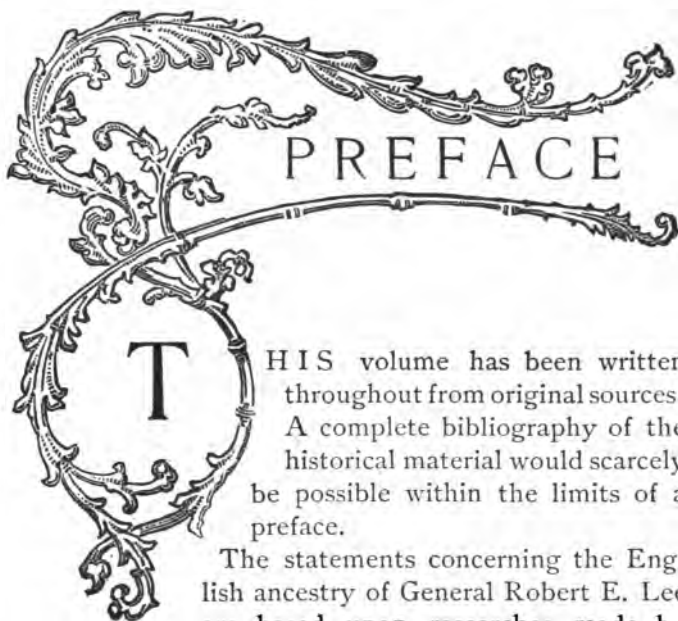 PREFACE
THIS volume has been written
throughout from original sources
A complete bibliography of the
historical material would scarcely
be possible within the limits of a
preface.
The statements concerning the Eng-
lish ancestry of General Robert E. Lee